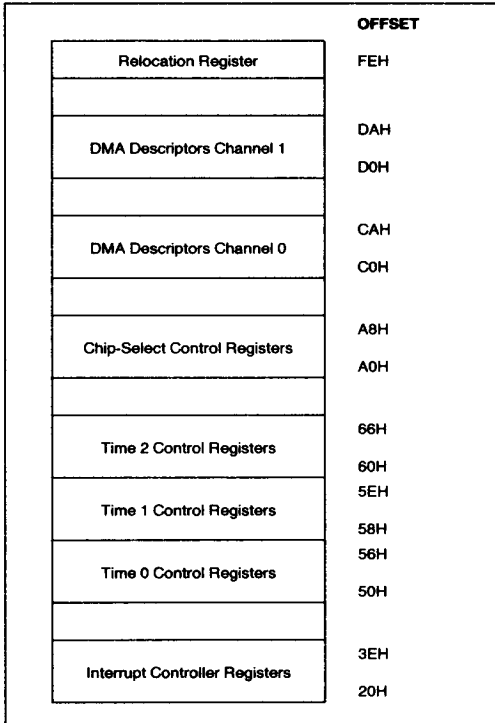 OFFSET
Relocation Register FEH
DAH
DMA Descriptors Channel 1
D0H
CAH
DMA Descriptors Channel 0
C0H
A8H
Chip-Select Control Registers
A0H
66H
Time 2 Control Registers
60H
5EH
Time 1 Control Registers
58H
56H
Time 0 Control Registers
50H
3EH
Interrupt Controller Registers
20H